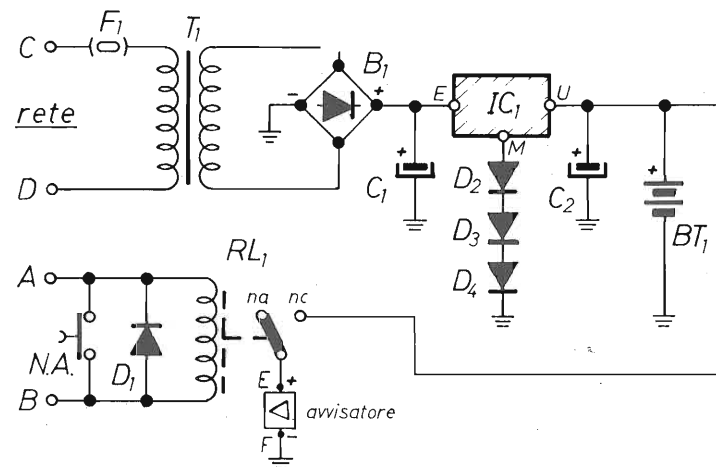 C
F1
T1
B1
-
+
E
IC1
U
M
rete
+
C1
D2
+
C2
+
BT1
D3
D
D4
RL1
A
na
nc
N.A.
D1
E
+
B
avvisatore
F
-